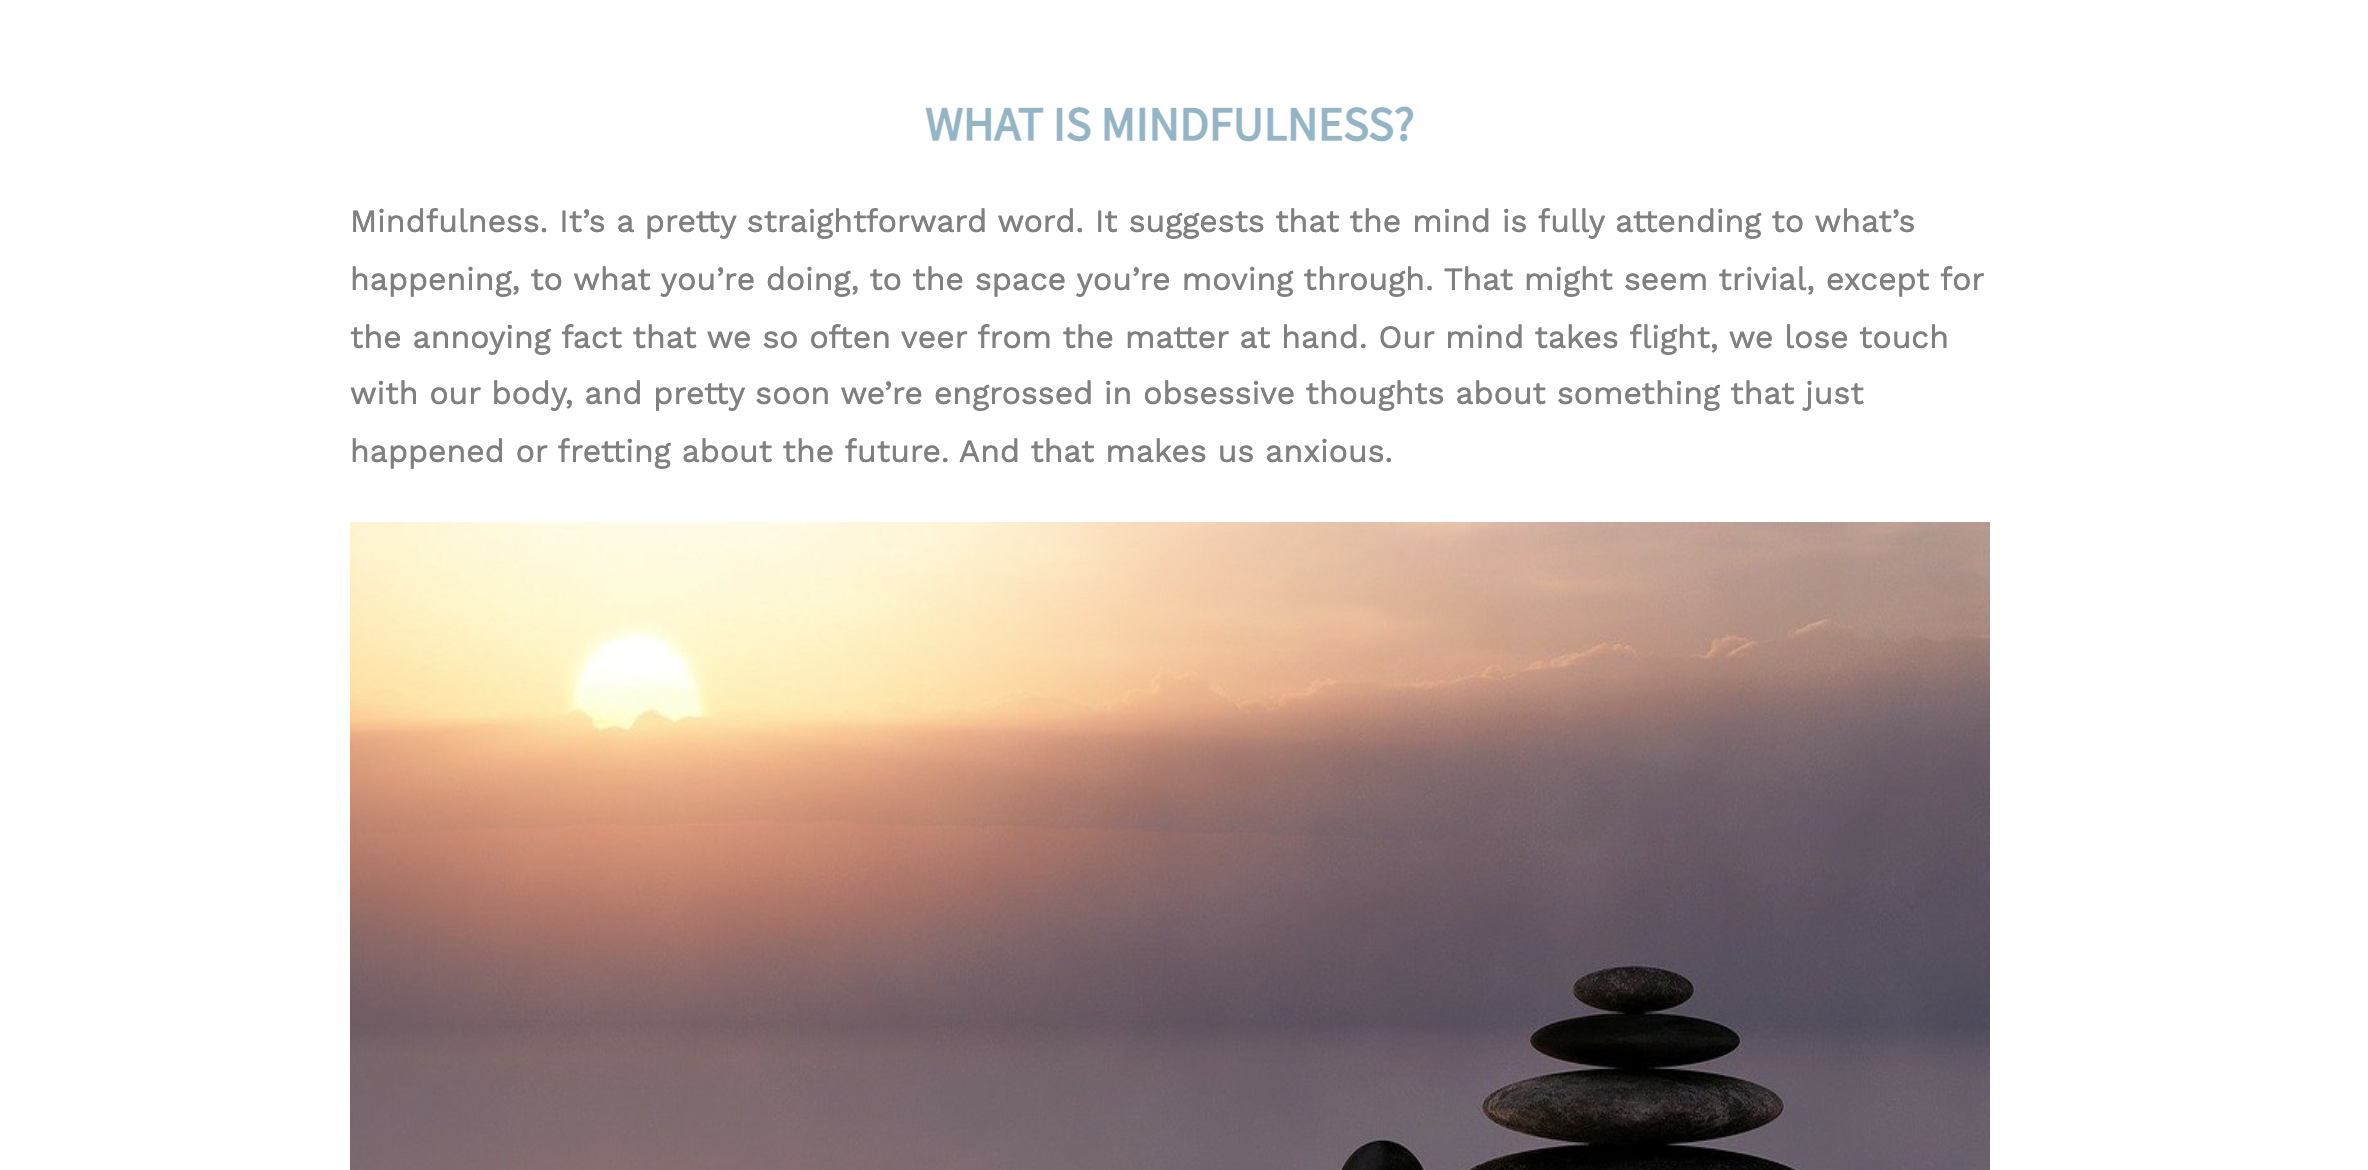 WHAT IS MINDFULNESS?
Mindfulness. It’s a pretty straightforward word. It suggests that the mind is fully attending to what’s
happening, to what you’re doing, to the space you’re moving through. That might seem trivial, except for
the annoying fact that we so often veer from the matter at hand. Our mind takes flight, we lose touch
with our body, and pretty soon we’re engrossed in obsessive thoughts about something that just
happened or fretting about the future. And that makes us anxious.